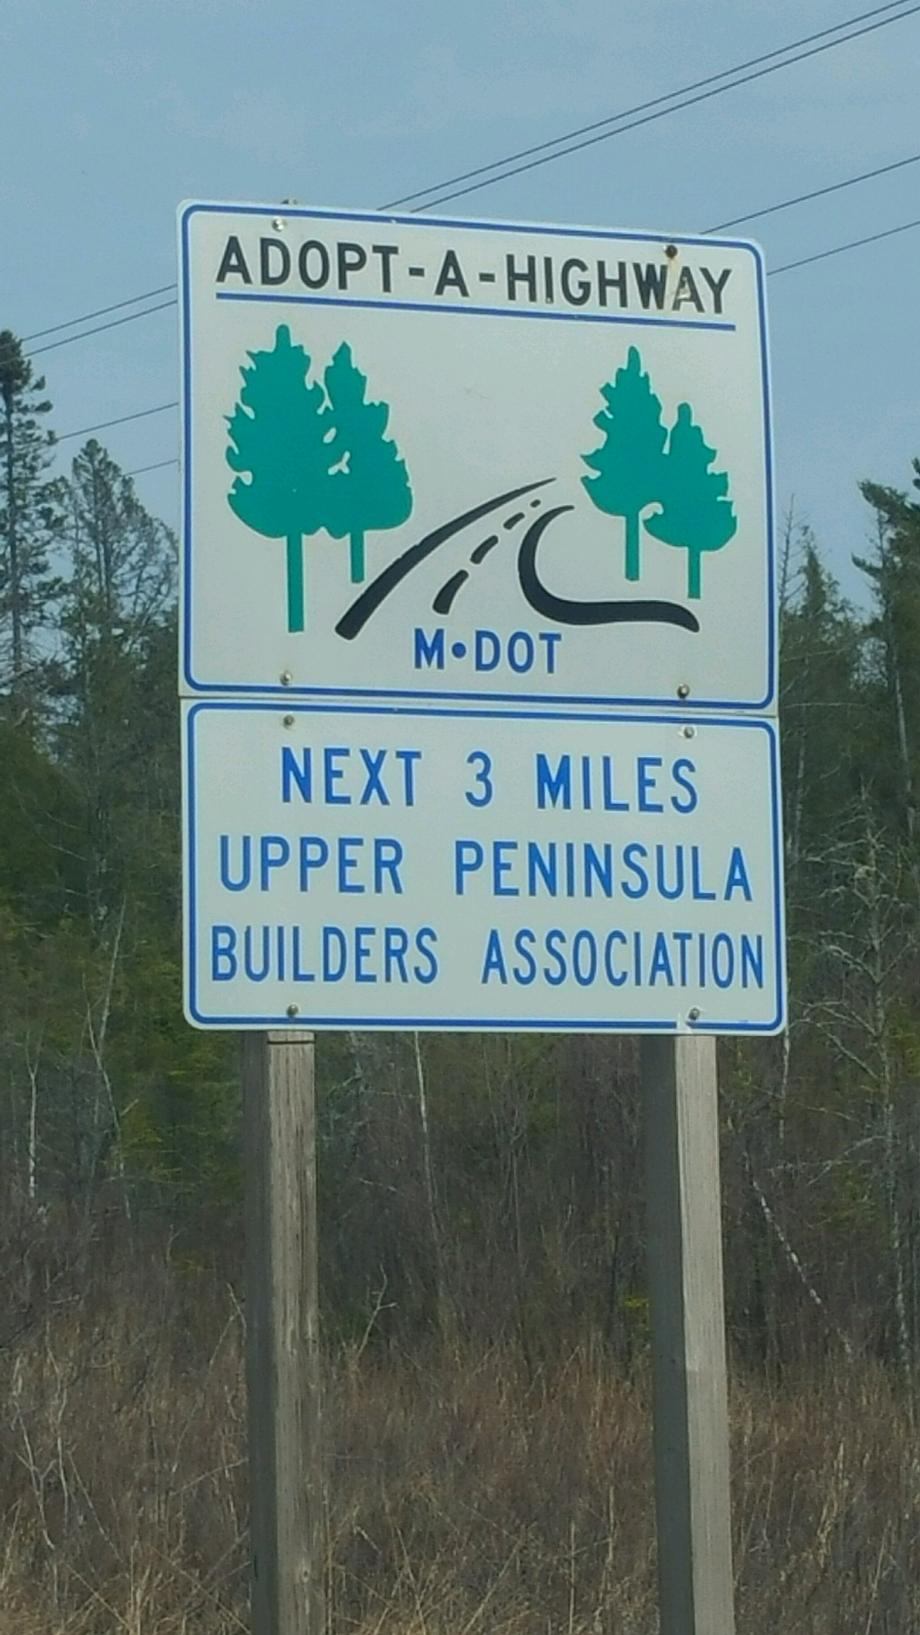 ADOPT-A-HIGHWAY
M•DOT
NEXT 3 MILES
UPPER PENINSULA
BUILDERS ASSOCIATION